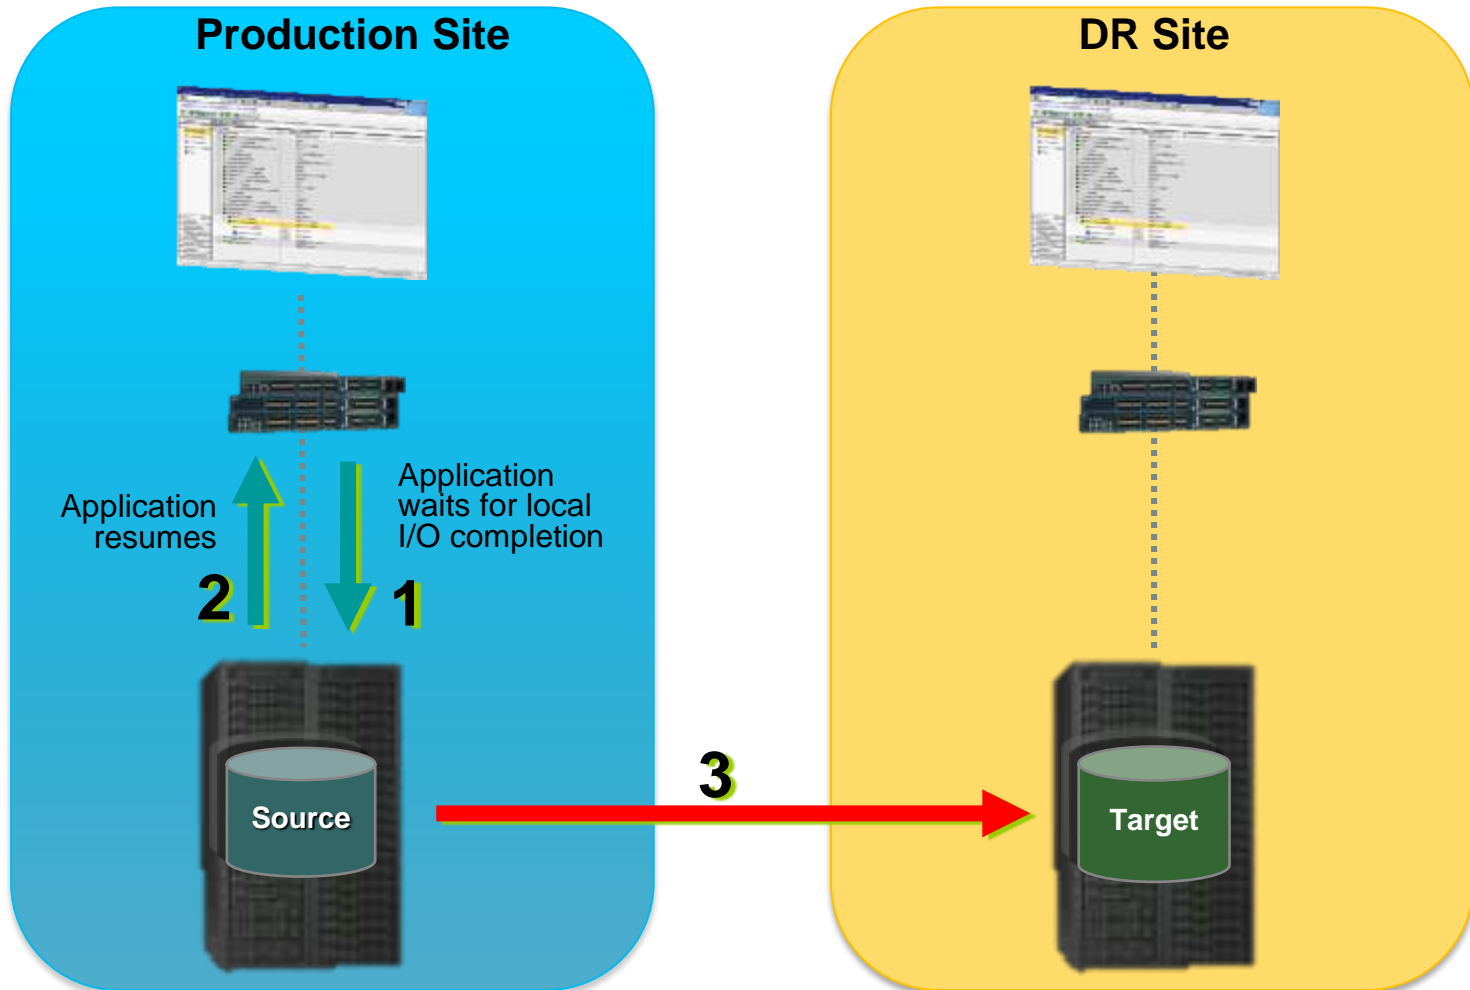 Production Site
DR Site
Application
resumes
2
Application
waits for local
I/O completion
1
3
Source
Target